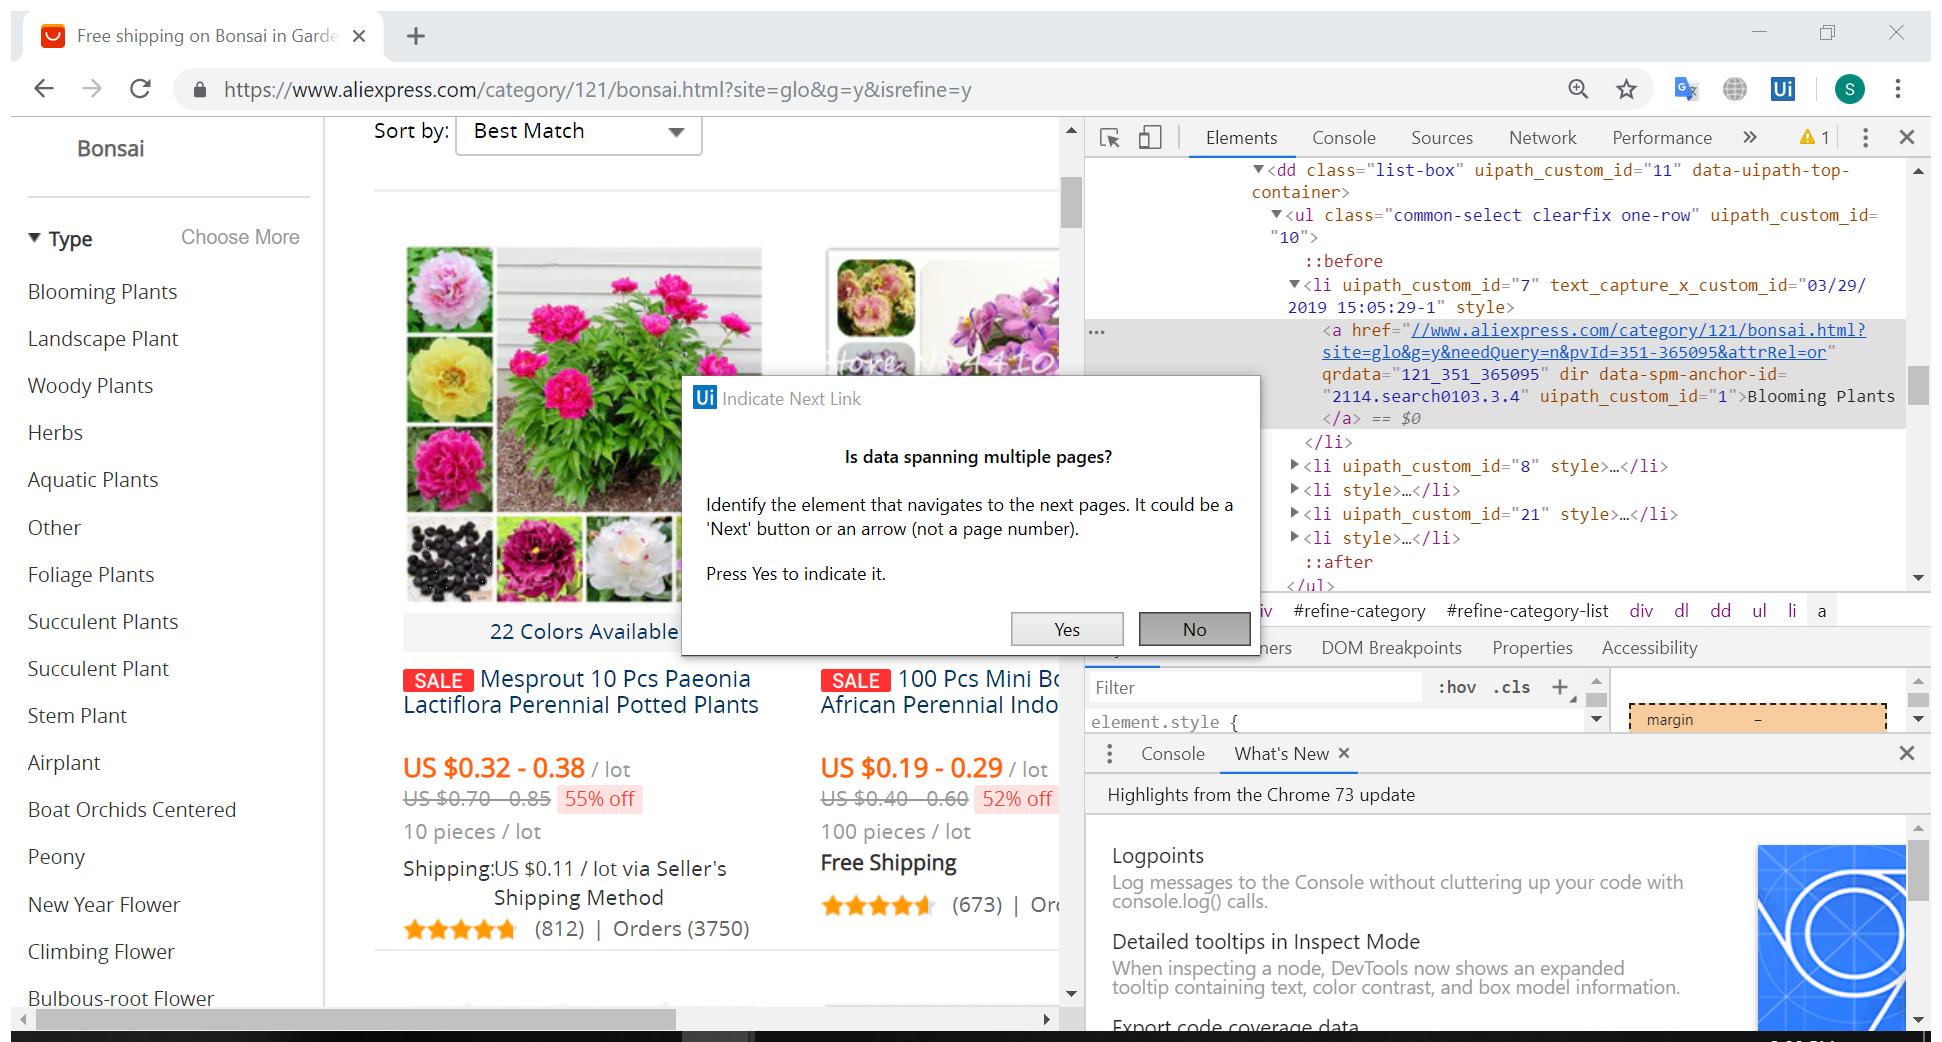 Free shipping on Bonsai in Garde
https://www.aliexpress.com/category/121/bonsai.html?site=glo&g=y&isrefine=y
Ui
S
Bonsai
Type
Choose More
Blooming Plants
Landscape Plant
Woody Plants
Herbs
Aquatic Plants
Other
Foliage Plants
Succulent Plants
Succulent Plant
Stem Plant
Airplant
Boat Orchids Centered
Peony
New Year Flower
Climbing Flower
Bulbous-root Flower
Sort by:
Best Match
22 Colors Available
SALE Mesprout 10 Pcs Paeonia
Lactiflora Perennial Potted Plants
US $0.32 - 0.38 / lot
US $0.70 - 0.85 55% off
10 pieces / lot
Shipping:US $0.11 / lot via Seller's
Shipping Method
(812) | Orders (3750)
SALE 100 Pcs Mini Bo
African Perennial Indo
US $0.19 - 0.29 / lot
US $0.40 - 0.60 52% off
100 pieces / lot
Free Shipping
(673) | Orc
Ui Indicate Next Link
Is data spanning multiple pages?
Identify the element that navigates to the next pages. It could be a
'Next' button or an arrow (not a page number).
Press Yes to indicate it.
Yes
No
Elements Console Sources Network Performance » 1
<dd class="list-box" uipath_custom_id="11" data-uipath-top-
container>
<ul class="common-select clearfix one-row" uipath_custom_id=
"10">
::before
<li uipath_custom_id="7" text_capture_x_custom_id="03/29/
2019 15:05:29-1" style>
<a href="//www.aliexpress.com/category/121/bonsai.html?
site=glo&g=y&needQuery=n&pvId=351-365095&attrRel=or"
qrdata="121_351_365095" dir data-spm-anchor-id=
"2114.search0103.3.4" uipath_custom_id="1">Blooming Plants
</a> == $0
</li>
<li uipath_custom_id="8" style>…</li>
<li style>…</li>
<li uipath_custom_id="21" style>…</li>
<li style>…</li>
::after
</ul>
iv #refine-category #refine-category-list div dl dd ul li a
ners DOM Breakpoints Properties Accessibility
Filter
:hov .cls +
element.style {
margin –
Console What's New
Highlights from the Chrome 73 update
Logpoints
Log messages to the Console without cluttering up your code with
console.log() calls.
Detailed tooltips in Inspect Mode
When inspecting a node, DevTools now shows an expanded
tooltip containing text, color contrast, and box model information.
Export code coverage data